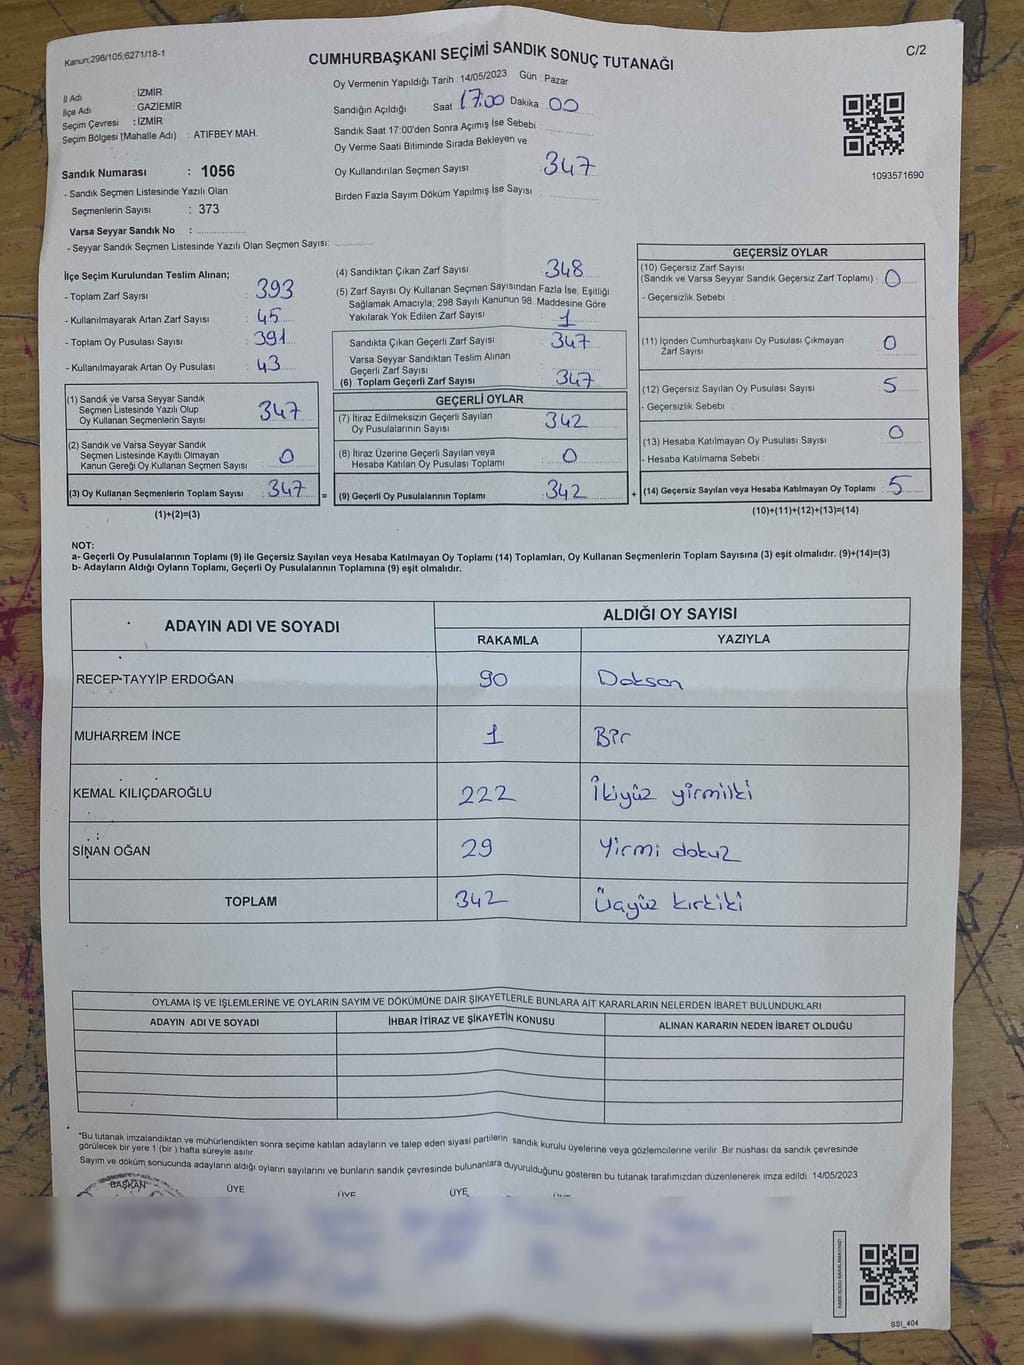 Kanun;298/105;6271/18-1
CUMHURBAŞKANI SEÇİMİ SANDIK SONUÇ TUTANAĞI
C/2
İl Adı : İZMİR
İlçe Adı : GAZİEMİR
Seçim Çevresi : İZMİR
Seçim Bölgesi (Mahalle Adı) : ATIFBEY MAH.
Sandık Numarası : 1056
- Sandık Seçmen Listesinde Yazılı Olan
Seçmenlerin Sayısı : 373
Varsa Seyyar Sandık No :
- Seyyar Sandık Seçmen Listesinde Yazılı Olan Seçmen Sayısı:
Oy Vermenin Yapıldığı Tarih : 14/05/2023 Gün : Pazar
Sandığın Açıldığı Saat 17:00 Dakika : 00
Sandık Saat 17:00'den Sonra Açımış İse Sebebi :
Oy Verme Saati Bitiminde Sırada Bekleyen ve
Oy Kullandırılan Seçmen Sayısı 347
Birden Fazla Sayım Döküm Yapılmış İse Sayısı :
1093571690
İlçe Seçim Kurulundan Teslim Alınan;
- Toplam Zarf Sayısı : 393
- Kullanılmayarak Artan Zarf Sayısı : 45
- Toplam Oy Pusulası Sayısı : 391
- Kullanılmayarak Artan Oy Pusulası : 43
(1) Sandık ve Varsa Seyyar Sandık
Seçmen Listesinde Yazılı Olup
Oy Kullanan Seçmenlerin Sayısı : 347
(2) Sandık ve Varsa Seyyar Sandık
Seçmen Listesinde Kayıtlı Olmayan
Kanun Gereği Oy Kullanan Seçmen Sayısı : 0
(3) Oy Kullanan Seçmenlerin Toplam Sayısı : 347
(1)+(2)=(3)
=
(4) Sandıktan Çıkan Zarf Sayısı : 348
(5) Zarf Sayısı Oy Kullanan Seçmen Sayısından Fazla İse, Eşitliği
Sağlamak Amacıyla; 298 Sayılı Kanunun 98. Maddesine Göre
Yakılarak Yok Edilen Zarf Sayısı : 1
Sandıkta Çıkan Geçerli Zarf Sayısı : 347
Varsa Seyyar Sandıktan Teslim Alınan
Geçerli Zarf Sayısı :
(6) Toplam Geçerli Zarf Sayısı : 347
GEÇERLİ OYLAR
(7) İtiraz Edilmeksizin Geçerli Sayılan
Oy Pusulalarının Sayısı : 342
(8) İtiraz Üzerine Geçerli Sayılan veya
Hesaba Katılan Oy Pusulası Toplamı : 0
(9) Geçerli Oy Pusulalarının Toplamı : 342
+
GEÇERSİZ OYLAR
(10) Geçersiz Zarf Sayısı
(Sandık ve Varsa Seyyar Sandık Geçersiz Zarf Toplamı) : 0
- Geçersizlik Sebebi :
(11) İçinden Cumhurbaşkanı Oy Pusulası Çıkmayan
Zarf Sayısı : 0
(12) Geçersiz Sayılan Oy Pusulası Sayısı : 5
- Geçersizlik Sebebi :
(13) Hesaba Katılmayan Oy Pusulası Sayısı : 0
- Hesaba Katılmama Sebebi :
(14) Geçersiz Sayılan veya Hesaba Katılmayan Oy Toplamı : 5
(10)+(11)+(12)+(13)=(14)
NOT:
a- Geçerli Oy Pusulalarının Toplamı (9) ile Geçersiz Sayılan veya Hesaba Katılmayan Oy Toplamı (14) Toplamları, Oy Kullanan Seçmenlerin Toplam Sayısına (3) eşit olmalıdır. (9)+(14)=(3)
b- Adayların Aldığı Oyların Toplamı, Geçerli Oy Pusulalarının Toplamına (9) eşit olmalıdır.
ADAYIN ADI VE SOYADI
ALDIĞI OY SAYISI
RAKAMLA YAZIYLA
RECEP TAYYİP ERDOĞAN 90 Doksan
MUHARREM İNCE 1 Bir
KEMAL KILIÇDAROĞLU 222 İkiyüz yirmiiki
SİNAN OĞAN 29 Yirmi dokuz
TOPLAM 342 Üçyüz kırkiki
OYLAMA İŞ VE İŞLEMLERİNE VE OYLARIN SAYIM VE DÖKÜMÜNE DAİR ŞİKAYETLERLE BUNLARA AİT KARARLARIN NELERDEN İBARET BULUNDUKLARI
ADAYIN ADI VE SOYADI İHBAR İTİRAZ VE ŞİKAYETİN KONUSU ALINAN KARARIN NEDEN İBARET OLDUĞU
*Bu tutanak imzalandıktan ve mühürlendikten sonra seçime katılan adayların ve talep eden siyasi partilerin sandık kurulu üyelerine veya gözlemcilerine verilir. Bir nüshası da sandık çevresinde
görülecek bir yere 1 (bir) hafta süreyle asılır.
Sayım ve döküm sonucunda adayların aldığı oyların sayılarını ve bunların sandık çevresinde bulunanlara duyurulduğunu gösteren bu tutanak tarafımızdan düzenlenerek imza edildi. 14/05/2023
BAŞKAN ÜYE ÜYE ÜYE
SSI_404